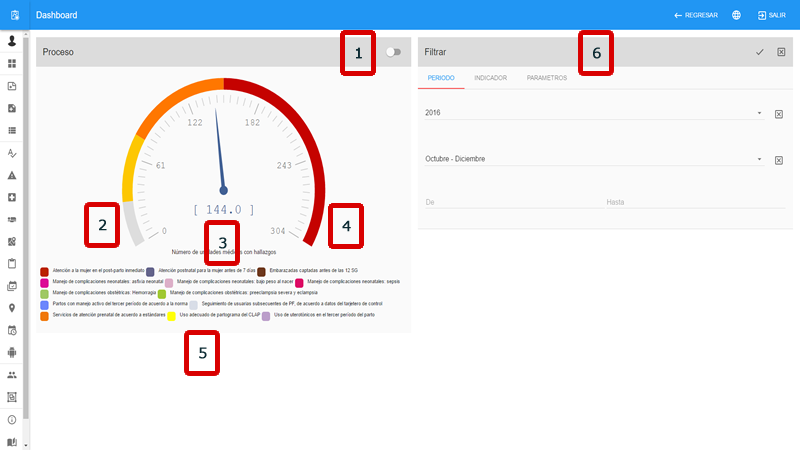 Dashboard
REGRESAR
SALIR
Proceso
1
Filtrar
6
PERIODO
INDICADOR
PARAMETROS
2016
Octubre - Diciembre
De
Hasta
122
182
61
243
[ 144.0 ]
0
304
2
3
4
Número de unidades médicas con hallazgos
Atención a la mujer en el post-parto inmediato
Atención postnatal para la mujer antes de 7 días
Embarazadas captadas antes de las 12 SG
Manejo de complicaciones neonatales: asfixia neonatal
Manejo de complicaciones neonatales: bajo peso al nacer
Manejo de complicaciones neonatales: sepsis
Manejo de complicaciones obstétricas: Hemorragia
Manejo de complicaciones obstétricas: preeclampsia severa y eclampsia
Partos con manejo activo del tercer período de acuerdo a la norma
Seguimiento de usuarias subsecuentes de PF, de acuerdo a datos del tarjetero de control
Servicios de atención prenatal de acuerdo a estándares
Uso adecuado de partograma del CLAP
Uso de uterotónicos en el tercer período del parto
5